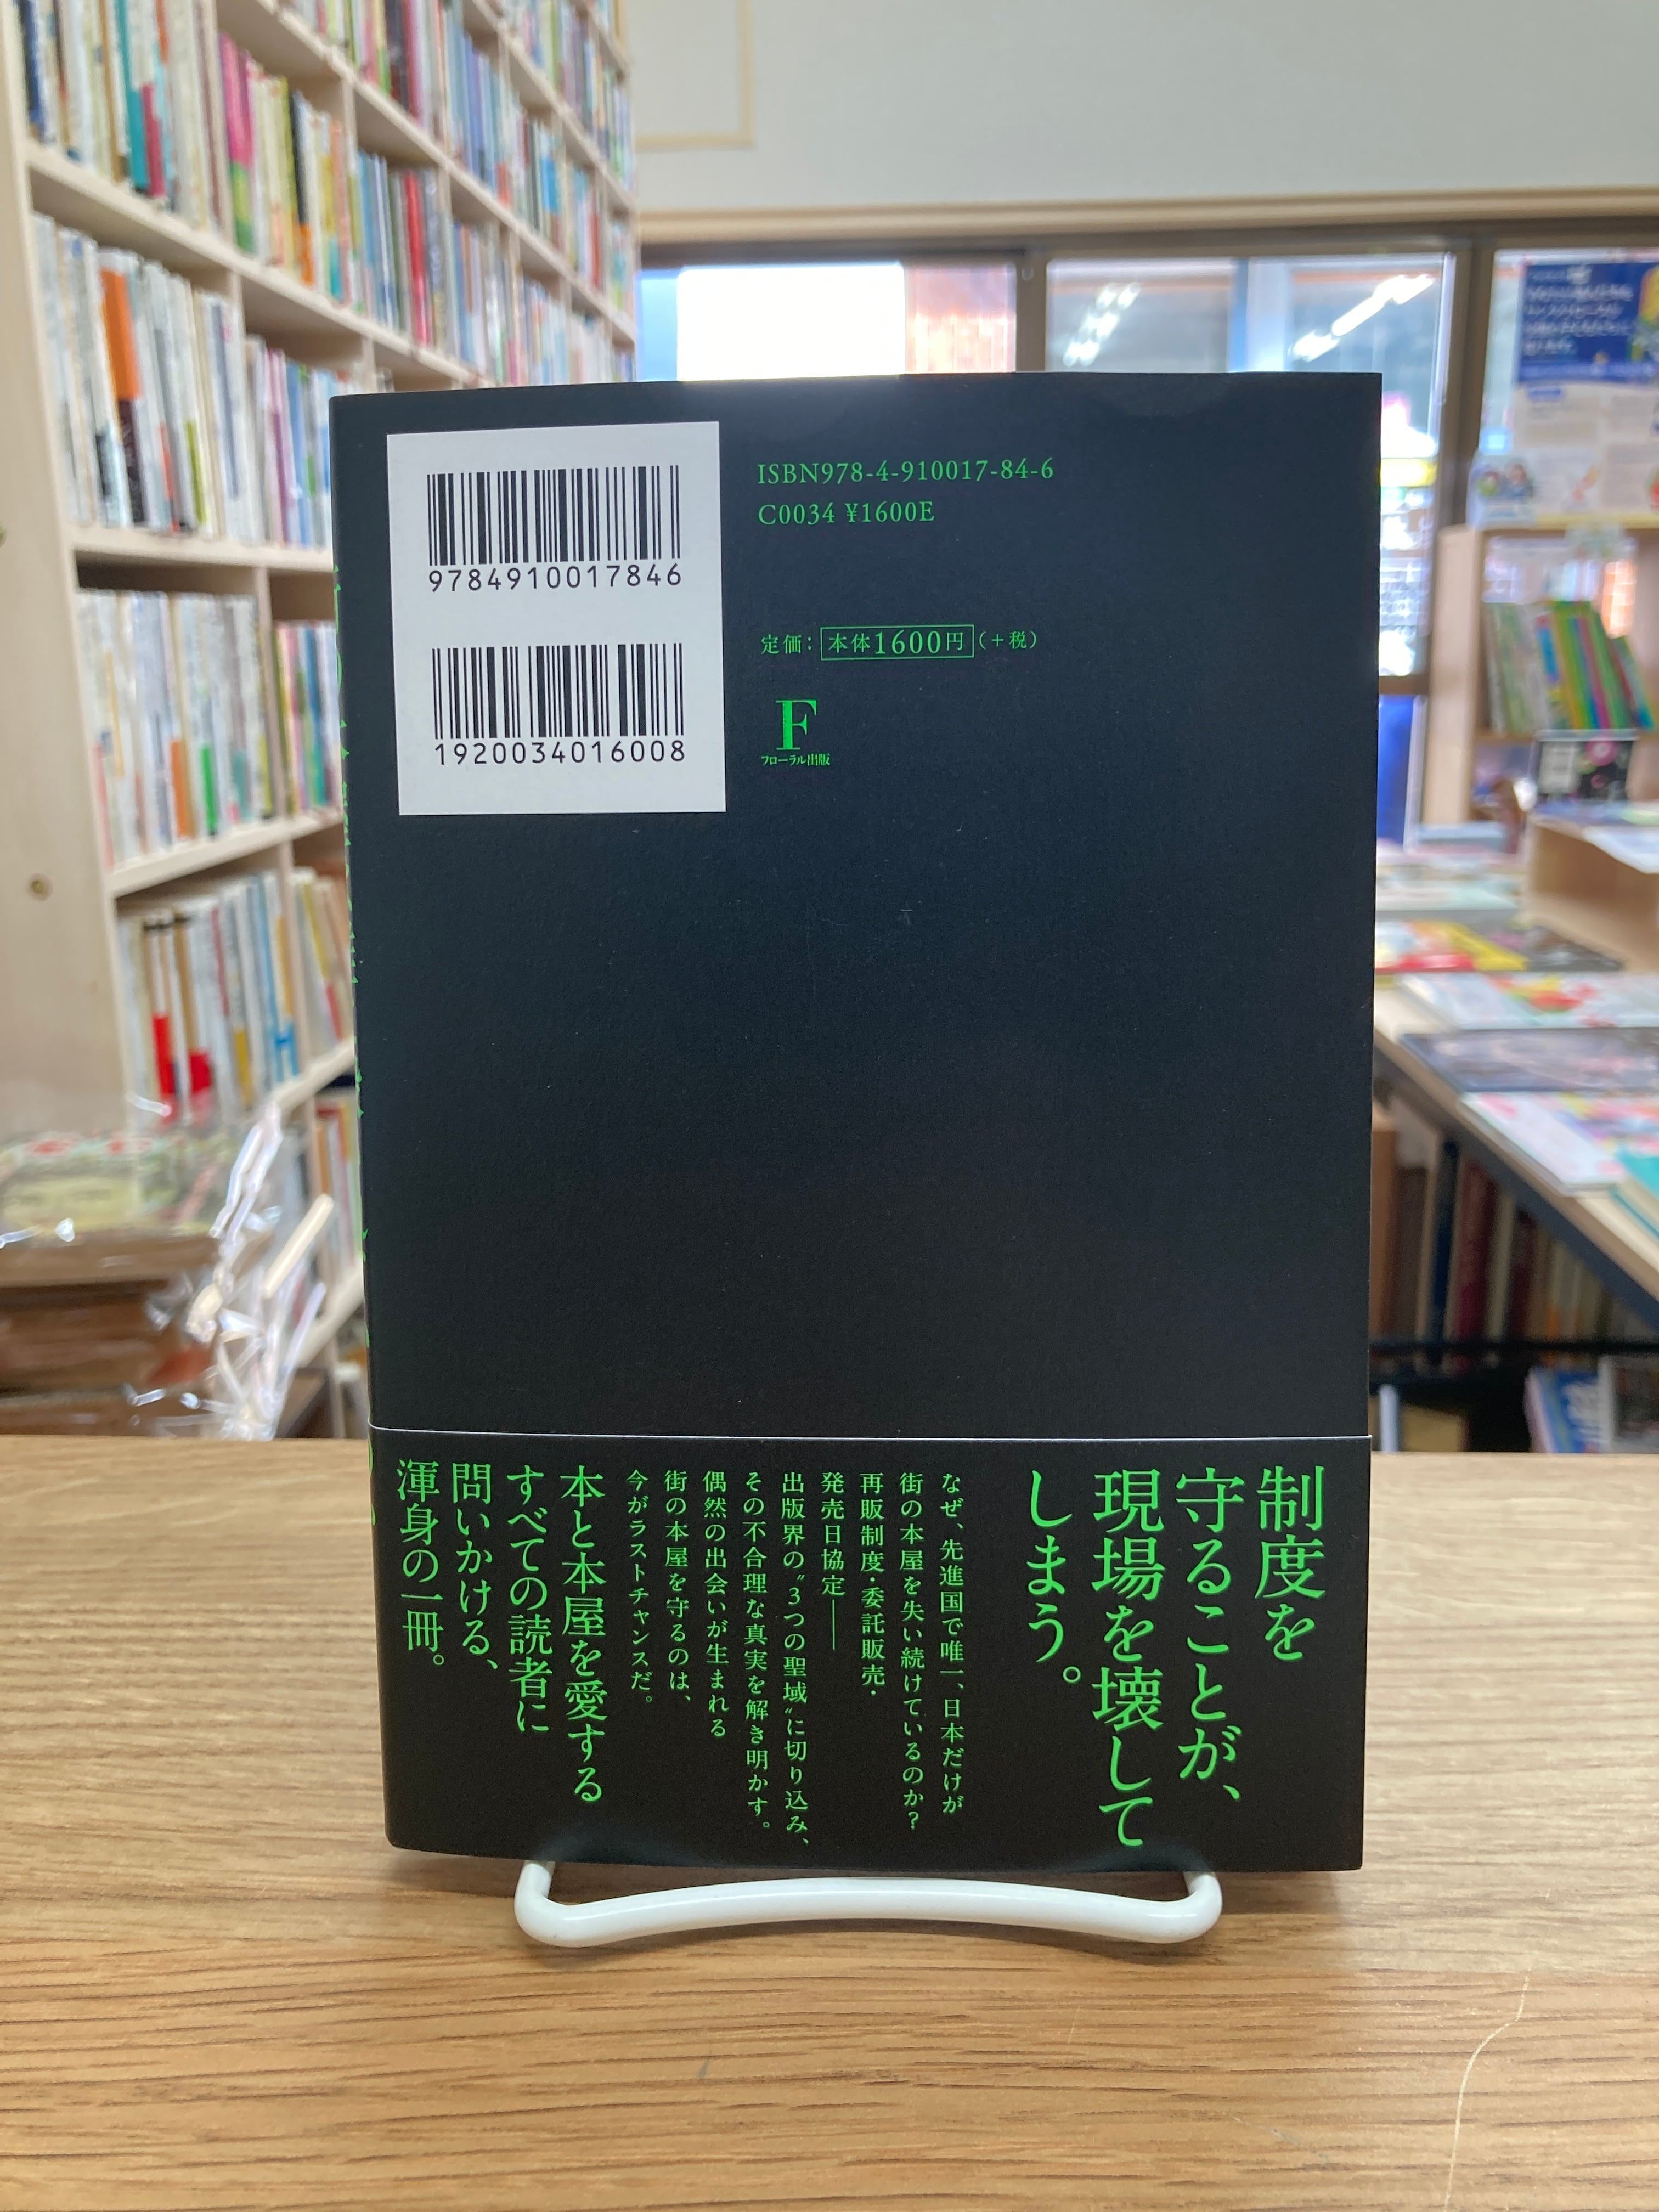 9784910017846
1920034016008
ISBN978-4-910017-84-6
C0034 ¥1600E
定価：本体1600円（＋税）
F
フローラル出版
制度を
守ることが、
現場を壊して
しまう。
なぜ、先進国で唯一、日本だけが
街の本屋を失い続けているのか？
再販制度・委託販売・
発売日協定——
出版界の〝3つの聖域〟に切り込み、
その不合理な真実を解き明かす。
偶然の出会いが生まれる
街の本屋を守るのは、
今がラストチャンスだ。
本と本屋を愛する
すべての読者に
問いかける、
渾身の一冊。